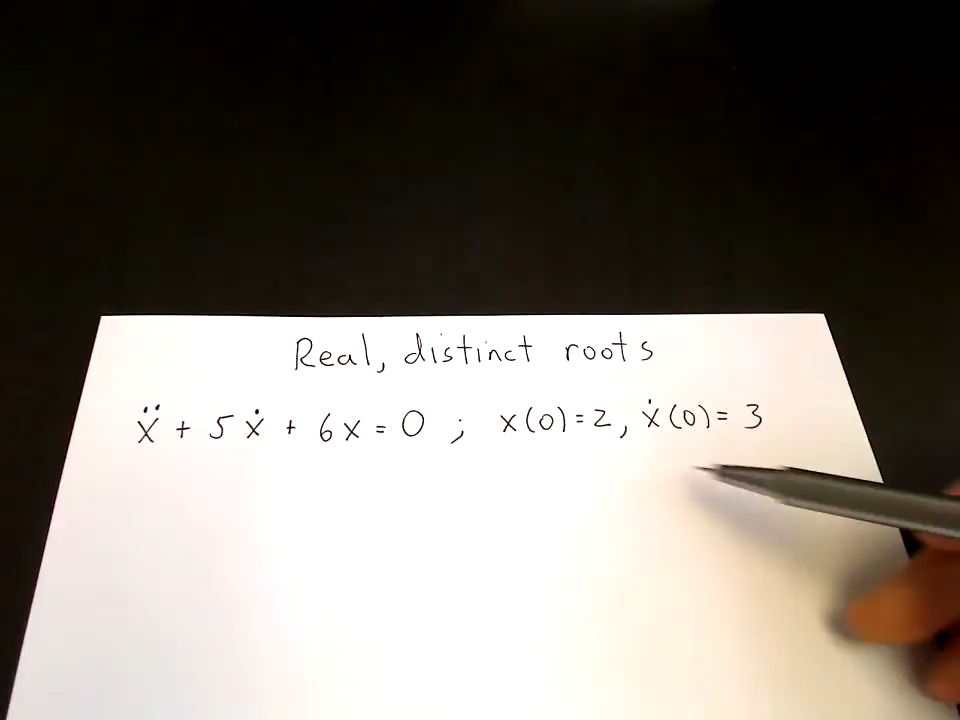 Real, distinct roots
ẍ + 5ẋ + 6x = 0 ; x(0)=2, ẋ(0)= 3